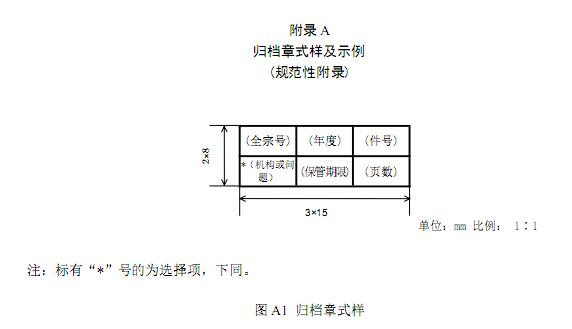 附录 A
归档章式样及示例
(规范性附录)
(全宗号) (年度) (件号)
*(机构或问
题) (保管期限) (页数)
2×8
3×15
单位：mm 比例： 1∶1
注：标有“*”号的为选择项，下同。
图 A1 归档章式样